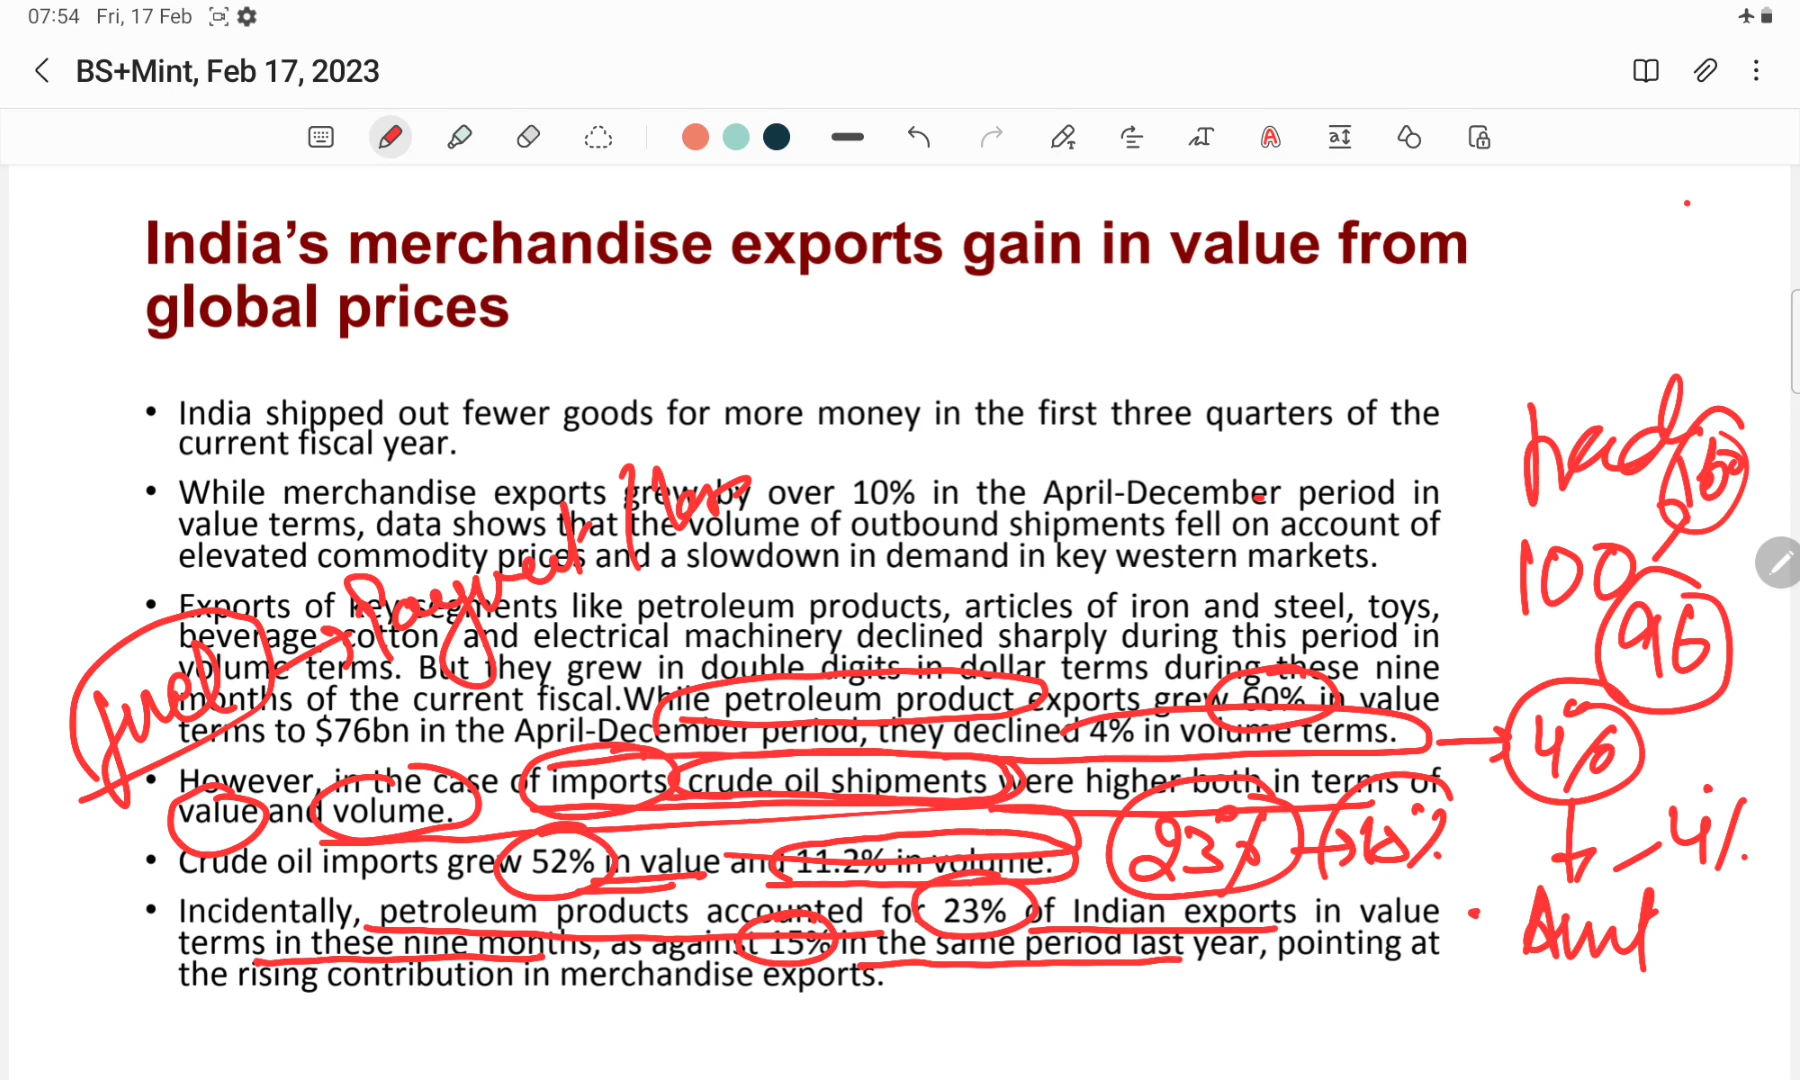 07:54 Fri, 17 Feb
BS+Mint, Feb 17, 2023
India's merchandise exports gain in value from
global prices
• India shipped out fewer goods for more money in the first three quarters of the
current fiscal year.
• While merchandise exports grew by over 10% in the April-December period in
value terms, data shows that the volume of outbound shipments fell on account of
elevated commodity prices and a slowdown in demand in key western markets.
• Exports of key segments like petroleum products, articles of iron and steel, toys,
beverage, cotton and electrical machinery declined sharply during this period in
volume terms. But they grew in double digits in dollar terms during these nine
months of the current fiscal.While petroleum product exports grew 60% in value
terms to $76bn in the April-December period, they declined 4% in volume terms.
• However, in the case of imports, crude oil shipments were higher both in terms of
value and volume.
• Crude oil imports grew 52% in value and 11.2% in volume.
• Incidentally, petroleum products accounted for 23% of Indian exports in value
terms in these nine months, as against 15% in the same period last year, pointing at
the rising contribution in merchandise exports.
fuel
100
96
4%
23%
-4%